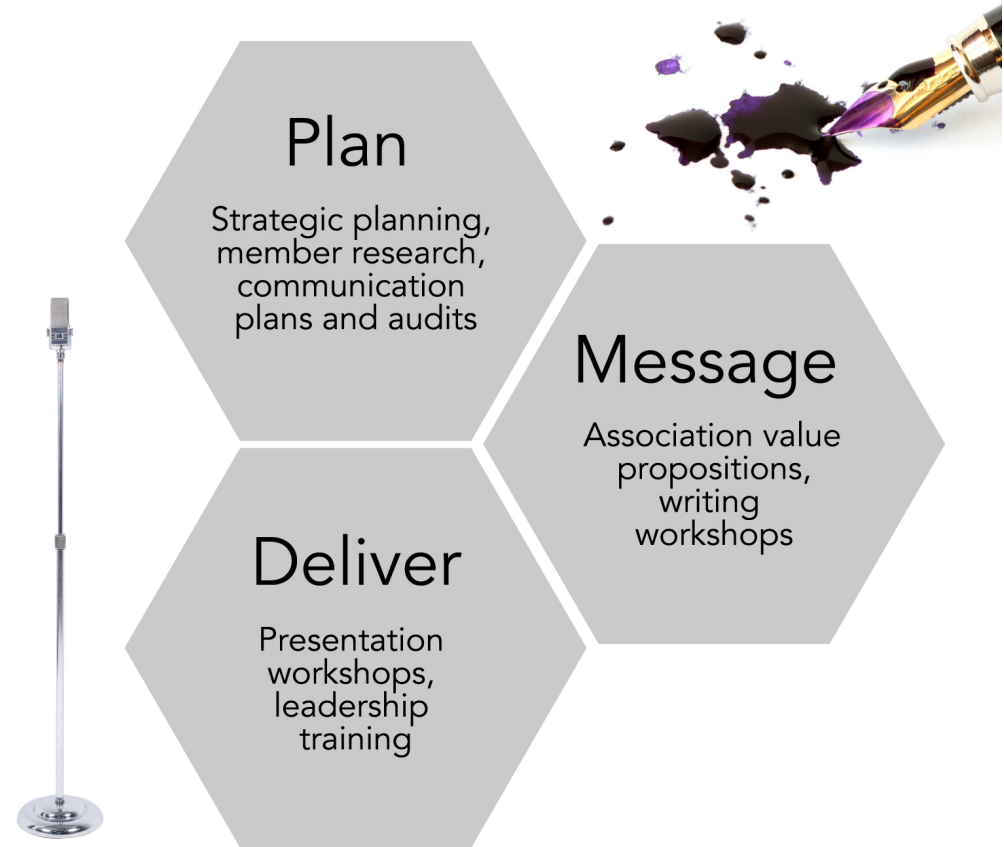 Plan
Strategic planning,
member research,
communication
plans and audits
Message
Association value
propositions,
writing
workshops
Deliver
Presentation
workshops,
leadership
training